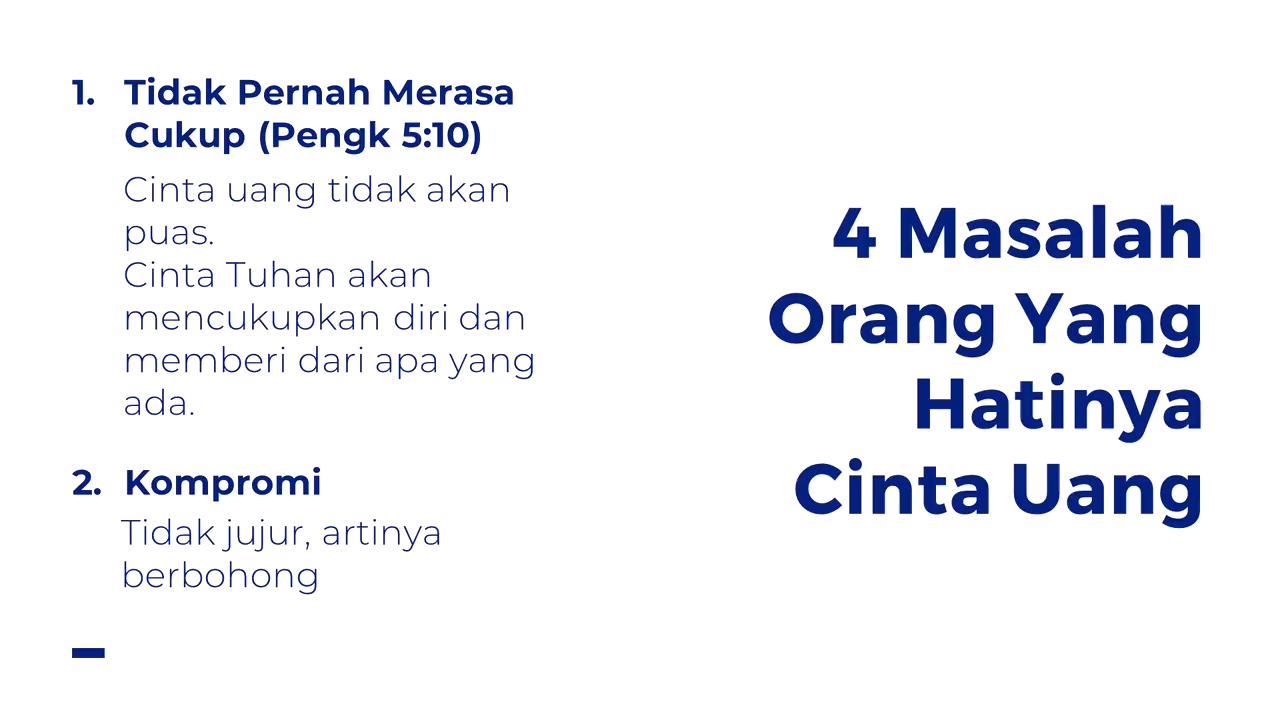 1. Tidak Pernah Merasa
Cukup (Pengk 5:10)
Cinta uang tidak akan
puas.
Cinta Tuhan akan
mencukupkan diri dan
memberi dari apa yang
ada.
2. Kompromi
Tidak jujur, artinya
berbohong
4 Masalah
Orang Yang
Hatinya
Cinta Uang